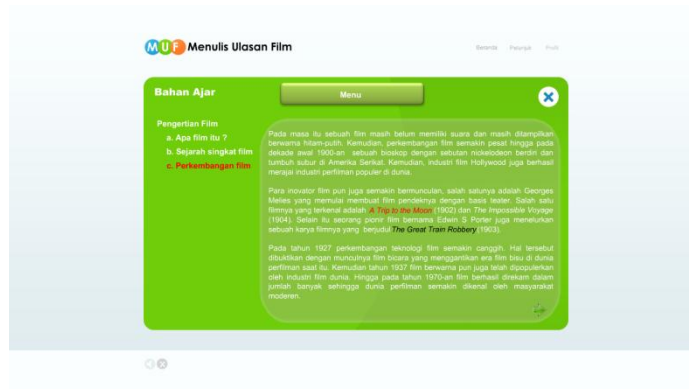 MUF Menulis Ulasan Film
Beranda Petunjuk Profil
Bahan Ajar
Menu
Pengertian Film
a. Apa film itu ?
b. Sejarah singkat film
c. Perkembangan film
Pada masa itu sebuah film masih belum memiliki suara dan masih ditampilkan
berwarna hitam-putih. Kemudian, perkembangan film semakin pesat hingga pada
dekade awal 1900-an sebuah bioskop dengan sebutan nickelodeon berdiri dan
tumbuh subur di Amerika Serikat. Kemudian, industri film Hollywood juga berhasil
merajai industri perfilman populer di dunia.
Para inovator film pun juga semakin bermunculan, salah satunya adalah Georges
Melies yang memulai membuat film pendeknya dengan basis teater. Salah satu
filmnya yang terkenal adalah A Trip to the Moon (1902) dan The Impossible Voyage
(1904). Selain itu seorang pionir film bernama Edwin S Porter juga menelurkan
sebuah karya filmnya yang berjudul The Great Train Robbery (1903).
Pada tahun 1927 perkembangan teknologi film semakin canggih. Hal tersebut
dibuktikan dengan munculnya film bicara yang menggantikan era film bisu di dunia
perfilman saat itu. Kemudian tahun 1937 film berwarna pun juga telah dipopulerkan
oleh industri film dunia. Hingga pada tahun 1970-an film berhasil direkam dalam
jumlah banyak sehingga dunia perfilman semakin dikenal oleh masyarakat
moderen.